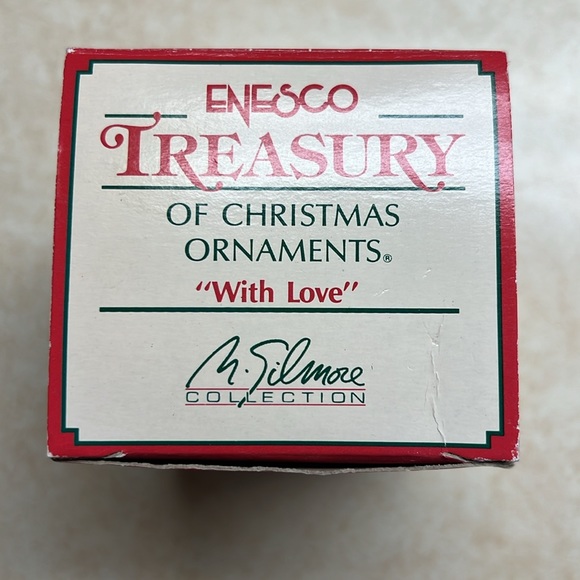 ENESCO
TREASURY
OF CHRISTMAS
ORNAMENTS®
“With Love”
M. Gilmore
COLLECTION